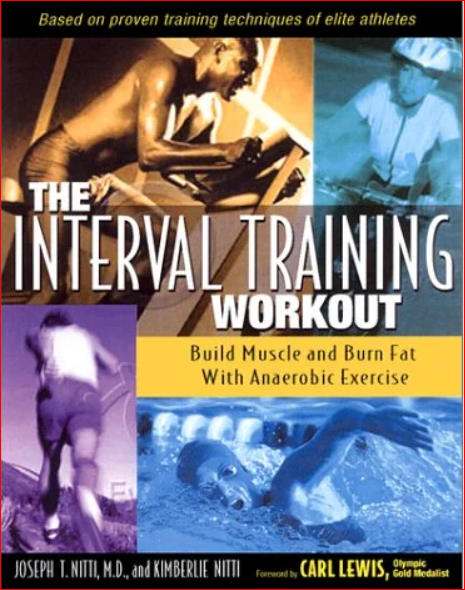 Based on proven training techniques of elite athletes
THE
INTERVAL TRAINING
WORKOUT
Build Muscle and Burn Fat
With Anaerobic Exercise
JOSEPH T. NITTI, M.D., and KIMBERLIE NITTI
Foreword by CARL LEWIS, Olympic
Gold Medalist